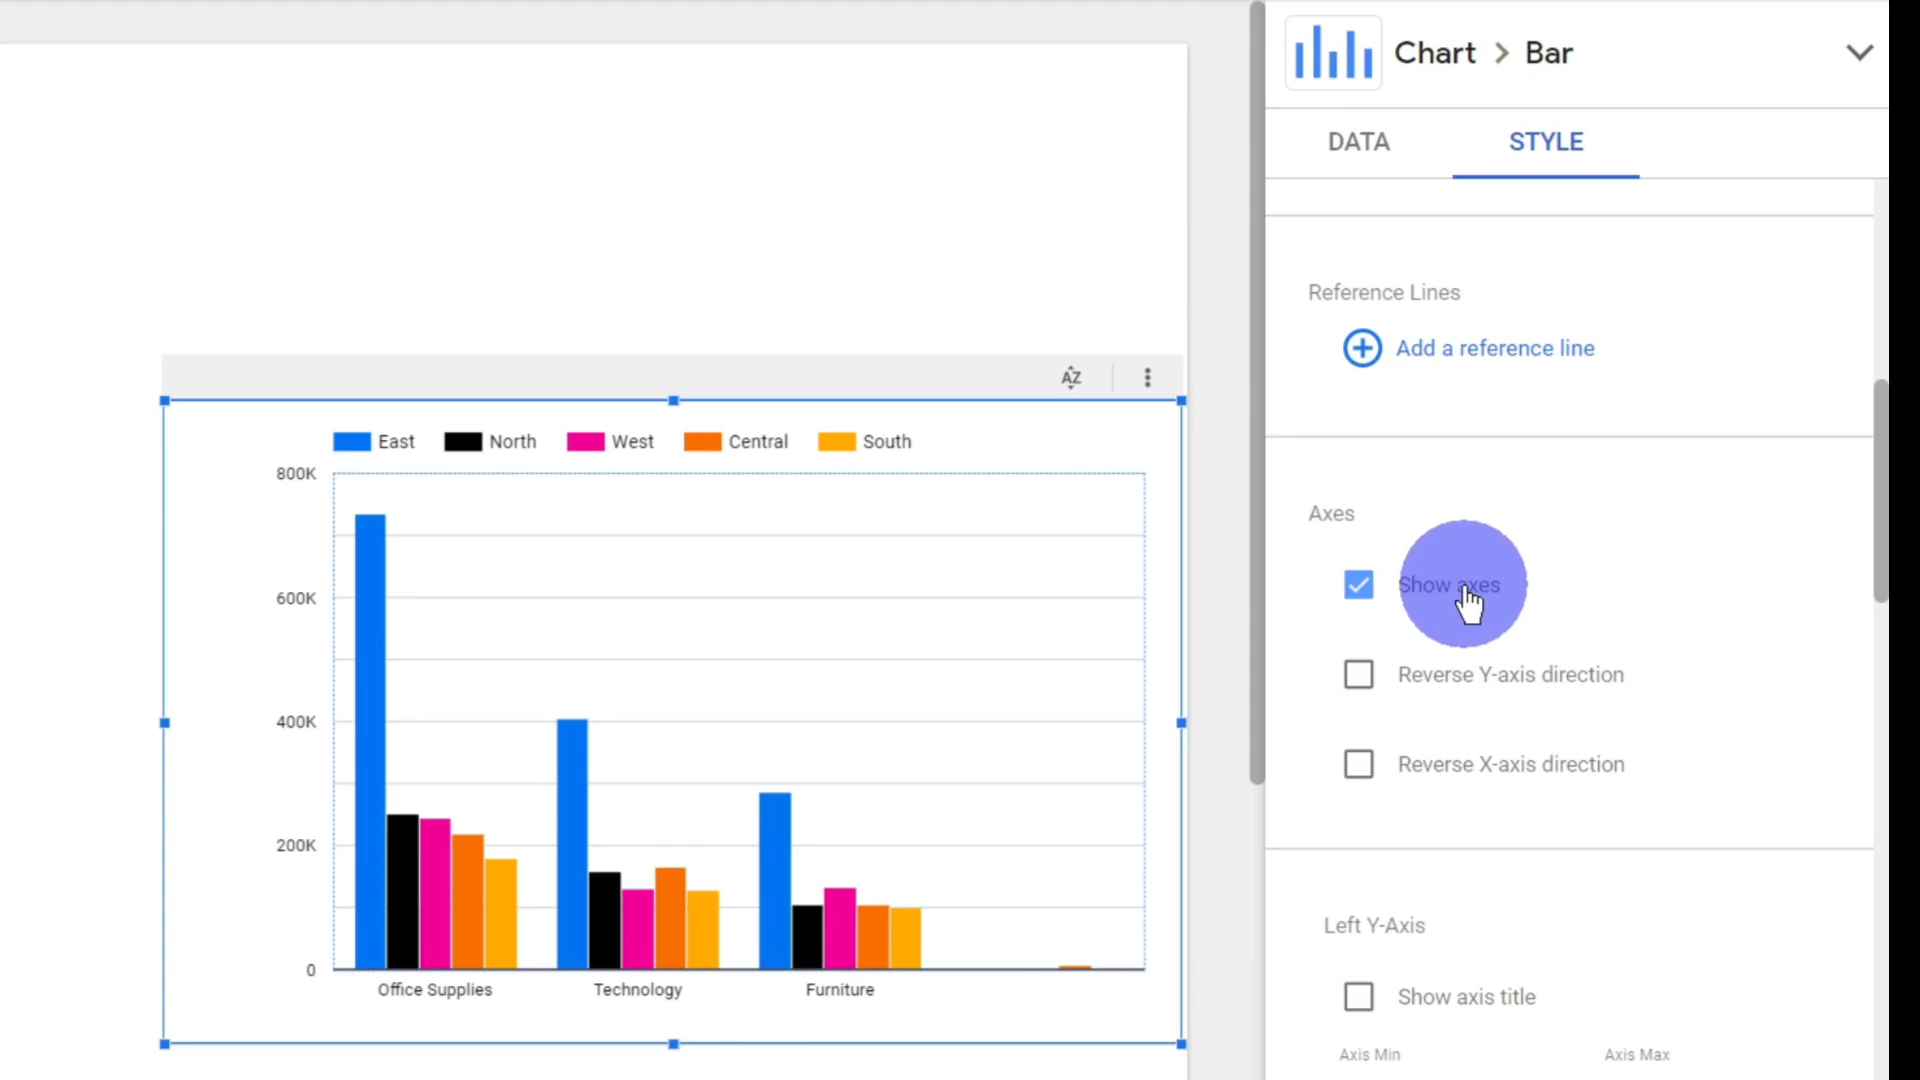 Chart > Bar
DATA STYLE
Reference Lines
Add a reference line
AZ
East North West Central South
800K
600K
400K
200K
0
Office Supplies Technology Furniture
Axes
Show axes
Reverse Y-axis direction
Reverse X-axis direction
Left Y-Axis
Show axis title
Axis Min Axis Max